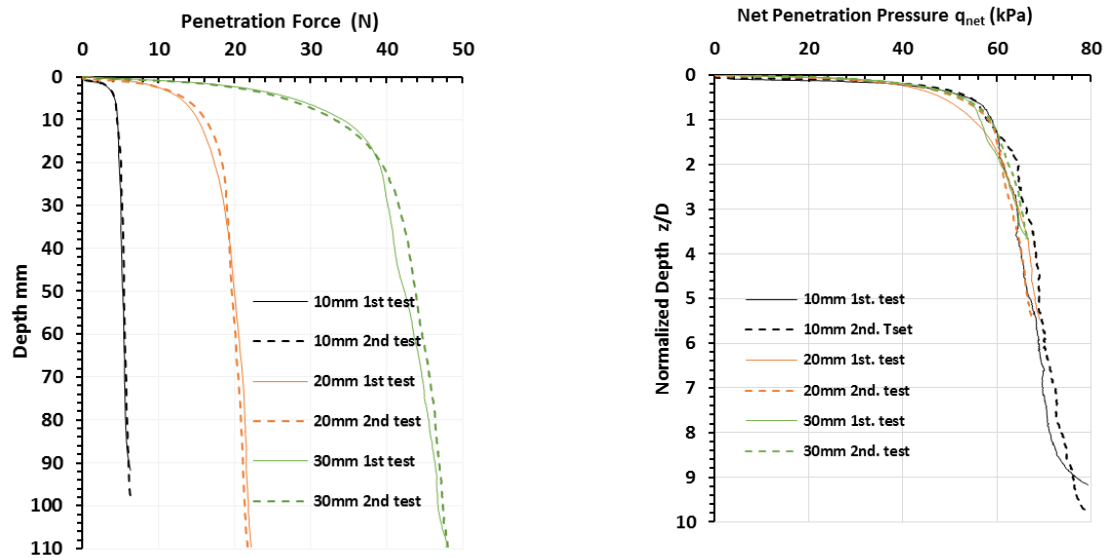 Penetration Force (N)
0 10 20 30 40 50
0
10
20
30
40
50
60
70
80
90
100
110
Depth mm
10mm 1st test
10mm 2nd test
20mm 1st test
20mm 2nd test
30mm 1st test
30mm 2nd test
Net Penetration Pressure qnet (kPa)
0 20 40 60 80
0
1
2
3
4
5
6
7
8
9
10
Normalized Depth z/D
10mm 1st. test
10mm 2nd. Tset
20mm 1st. test
20mm 2nd. test
30mm 1st. test
30mm 2nd. test